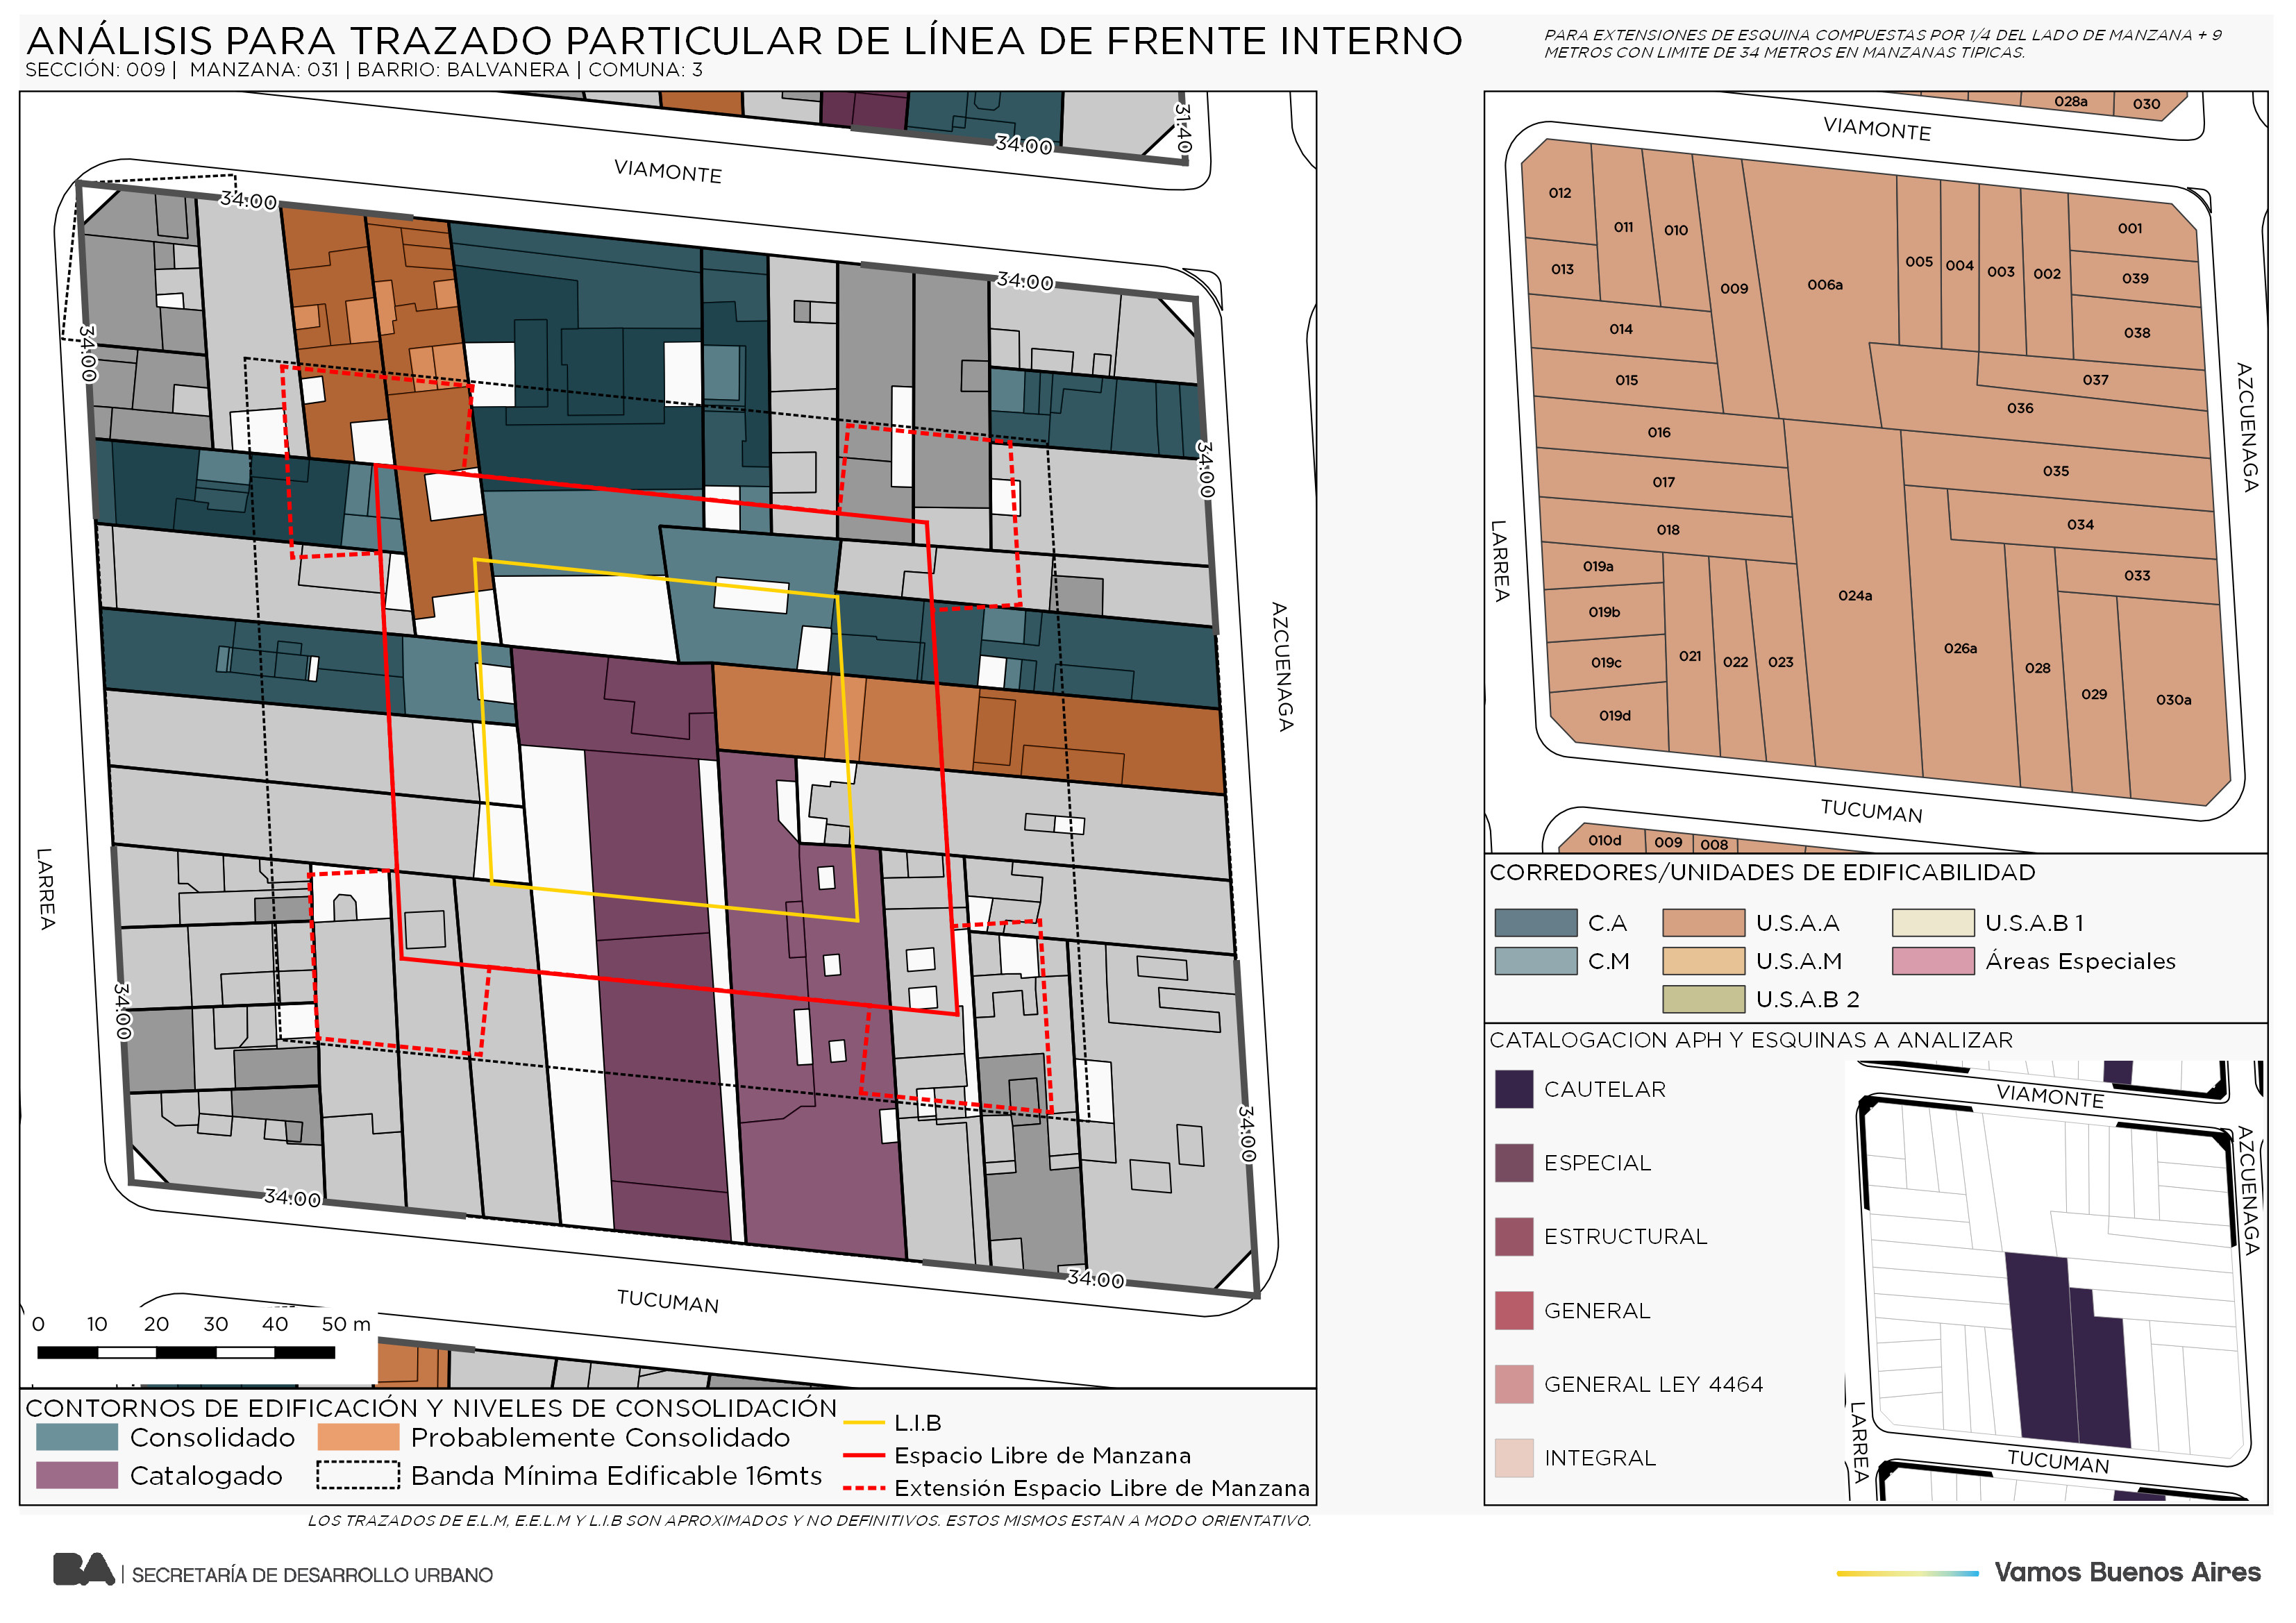 ANÁLISIS PARA TRAZADO PARTICULAR DE LÍNEA DE FRENTE INTERNO
SECCIÓN: 009 | MANZANA: 031 | BARRIO: BALVANERA | COMUNA: 3
PARA EXTENSIONES DE ESQUINA COMPUESTAS POR 1/4 DEL LADO DE MANZANA + 9
METROS CON LIMITE DE 34 METROS EN MANZANAS TIPICAS.
31.40
34.00
VIAMONTE
34.00
34.00
34.00
34.00
AZCUENAGA
LARREA
34.00
34.00
34.00
34.00
TUCUMAN
0 10 20 30 40 50 m
CONTORNOS DE EDIFICACIÓN Y NIVELES DE CONSOLIDACIÓN
Consolidado
Probablemente Consolidado
Catalogado
Banda Mínima Edificable 16mts
L.I.B
Espacio Libre de Manzana
Extensión Espacio Libre de Manzana
LOS TRAZADOS DE E.L.M, E.E.L.M Y L.I.B SON APROXIMADOS Y NO DEFINITIVOS. ESTOS MISMOS ESTAN A MODO ORIENTATIVO.
028a
030
VIAMONTE
012
011
010
009
006a
005
004
003
002
001
039
038
013
014
015
037
036
016
017
018
035
034
033
019a
019b
019c
019d
021
022
023
024a
026a
028
029
030a
AZCUENAGA
LARREA
TUCUMAN
010d
009
008
CORREDORES/UNIDADES DE EDIFICABILIDAD
C.A
U.S.A.A
U.S.A.B 1
C.M
U.S.A.M
Áreas Especiales
U.S.A.B 2
CATALOGACION APH Y ESQUINAS A ANALIZAR
CAUTELAR
ESPECIAL
ESTRUCTURAL
GENERAL
GENERAL LEY 4464
INTEGRAL
VIAMONTE
AZCUENAGA
LARREA
TUCUMAN
BA | SECRETARÍA DE DESARROLLO URBANO
Vamos Buenos Aires